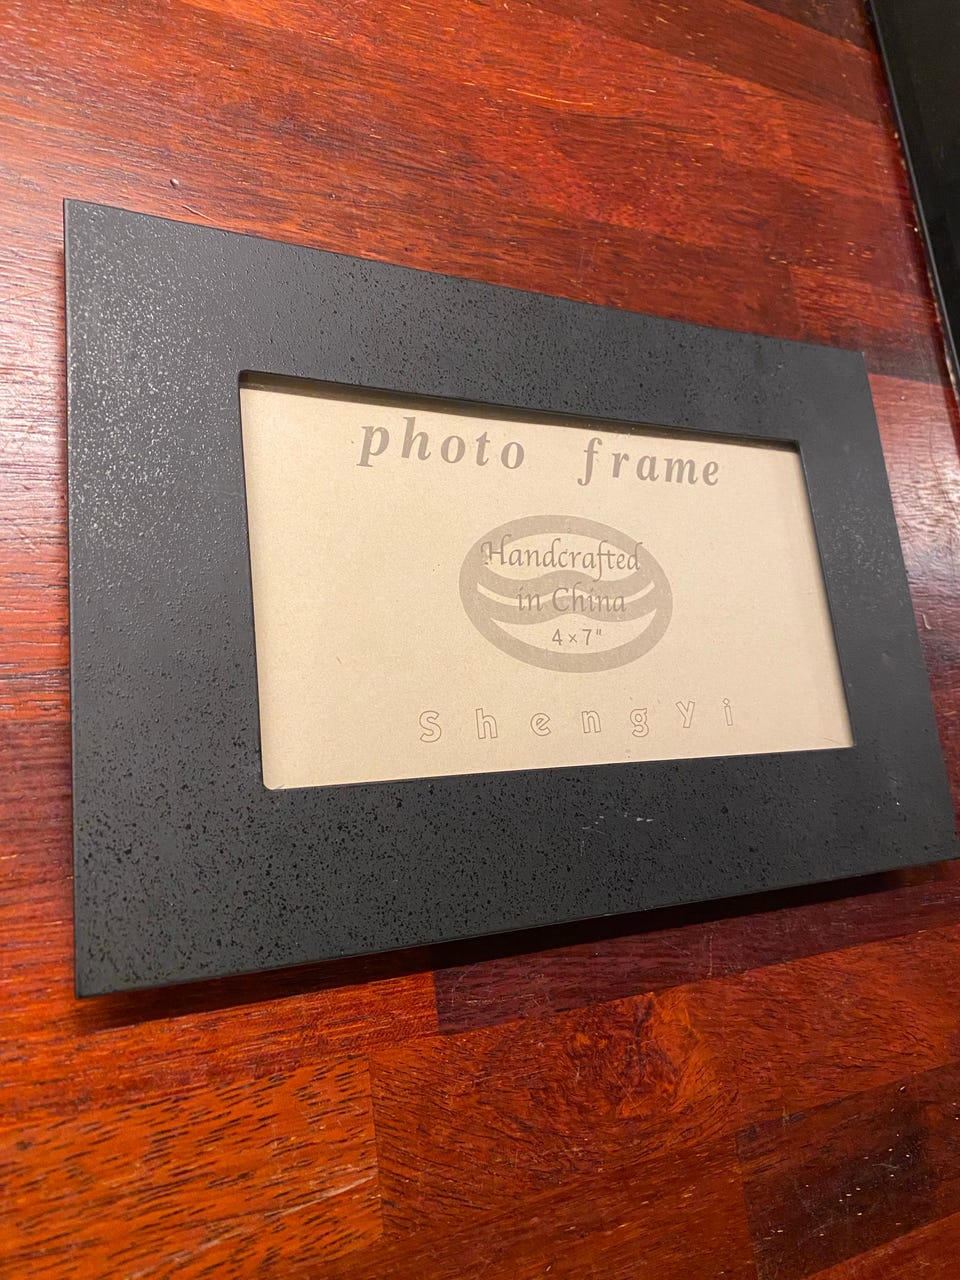 photo frame
Handcrafted
in China
4×7"
ShengYi